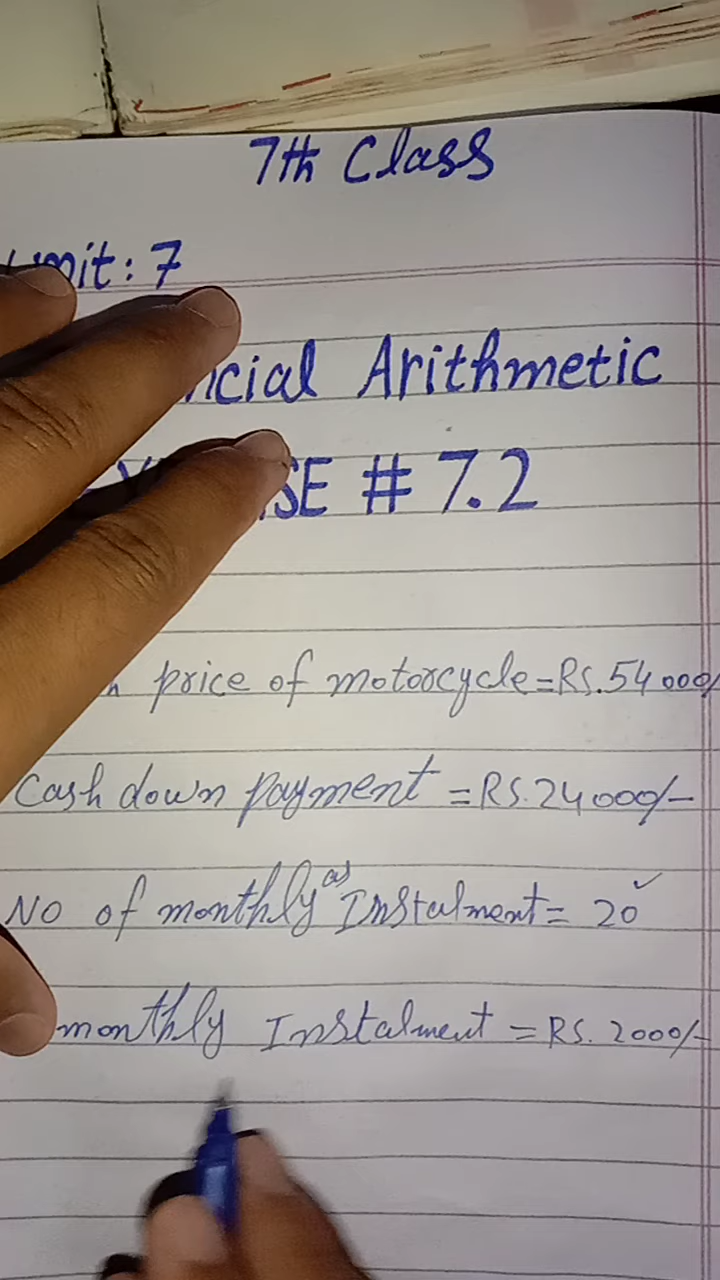 7th Class
Unit: 7
ncial Arithmetic
SE # 7.2
n price of motorcycle=Rs.54000/
Cash down payment = RS.24000/-
NO of monthly Instalment= 20
monthly Instalment = RS. 2000/-